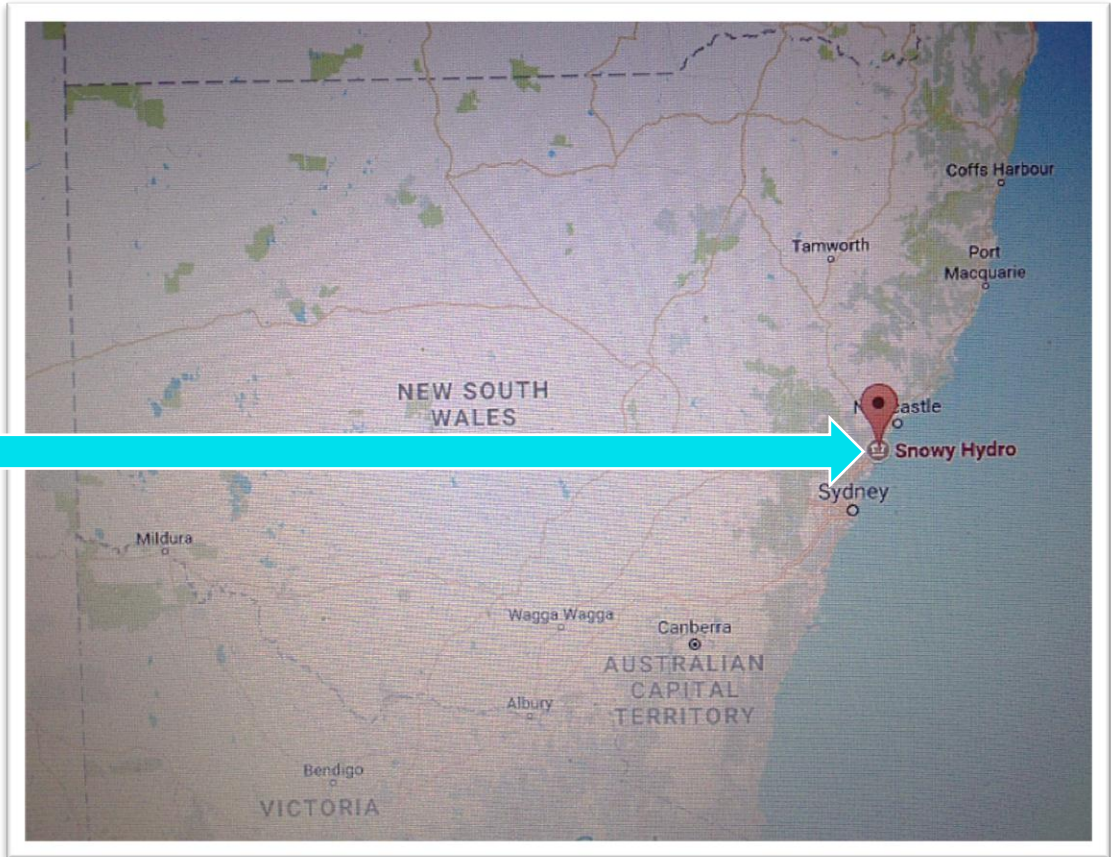 Coffs Harbour
Tamworth
Port
Macquarie
NEW SOUTH
WALES
Snowy Hydro
Sydney
Mildura
Wagga Wagga
Canberra
AUSTRALIAN
CAPITAL
TERRITORY
Albury
Bendigo
VICTORIA